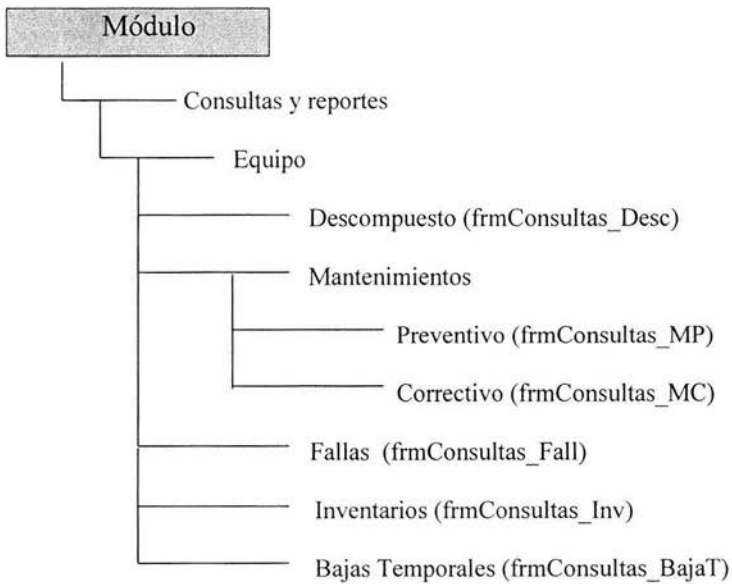 Módulo
Consultas y reportes
Equipo
Descompuesto (frmConsultas_Desc)
Mantenimientos
Preventivo (frmConsultas_MP)
Correctivo (frmConsultas_MC)
Fallas (frmConsultas_Fall)
Inventarios (frmConsultas_Inv)
Bajas Temporales (frmConsultas_BajaT)